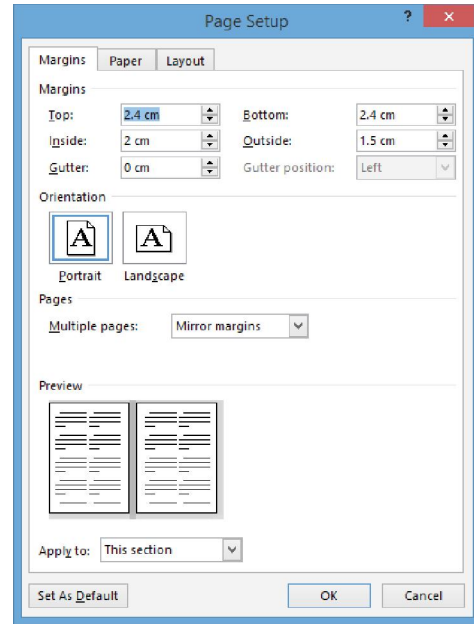 Page Setup ? ×
Margins Paper Layout
Margins
Top: 2.4 cm Bottom: 2.4 cm
Inside: 2 cm Outside: 1.5 cm
Gutter: 0 cm Gutter position: Left
Orientation
A A
Portrait Landscape
Pages
Multiple pages: Mirror margins
Preview
Apply to: This section
Set As Default OK Cancel